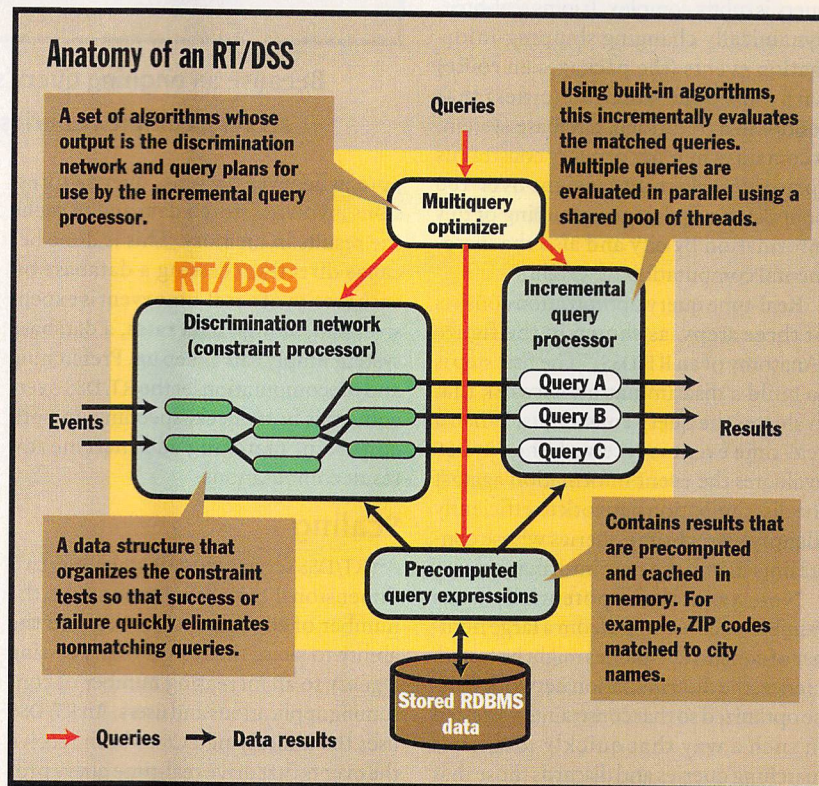 Anatomy of an RT/DSS
A set of algorithms whose
output is the discrimination
network and query plans for
use by the incremental query
processor.
Queries
Using built-in algorithms,
this incrementally evaluates
the matched queries.
Multiple queries are
evaluated in parallel using a
shared pool of threads.
Multiquery
optimizer
RT/DSS
Discrimination network
(constraint processor)
Incremental
query
processor
Query A
Query B
Query C
Events
Results
A data structure that
organizes the constraint
tests so that success or
failure quickly eliminates
nonmatching queries.
Precomputed
query expressions
Contains results that
are precomputed
and cached in
memory. For
example, ZIP codes
matched to city
names.
Stored RDBMS
data
Queries
Data results